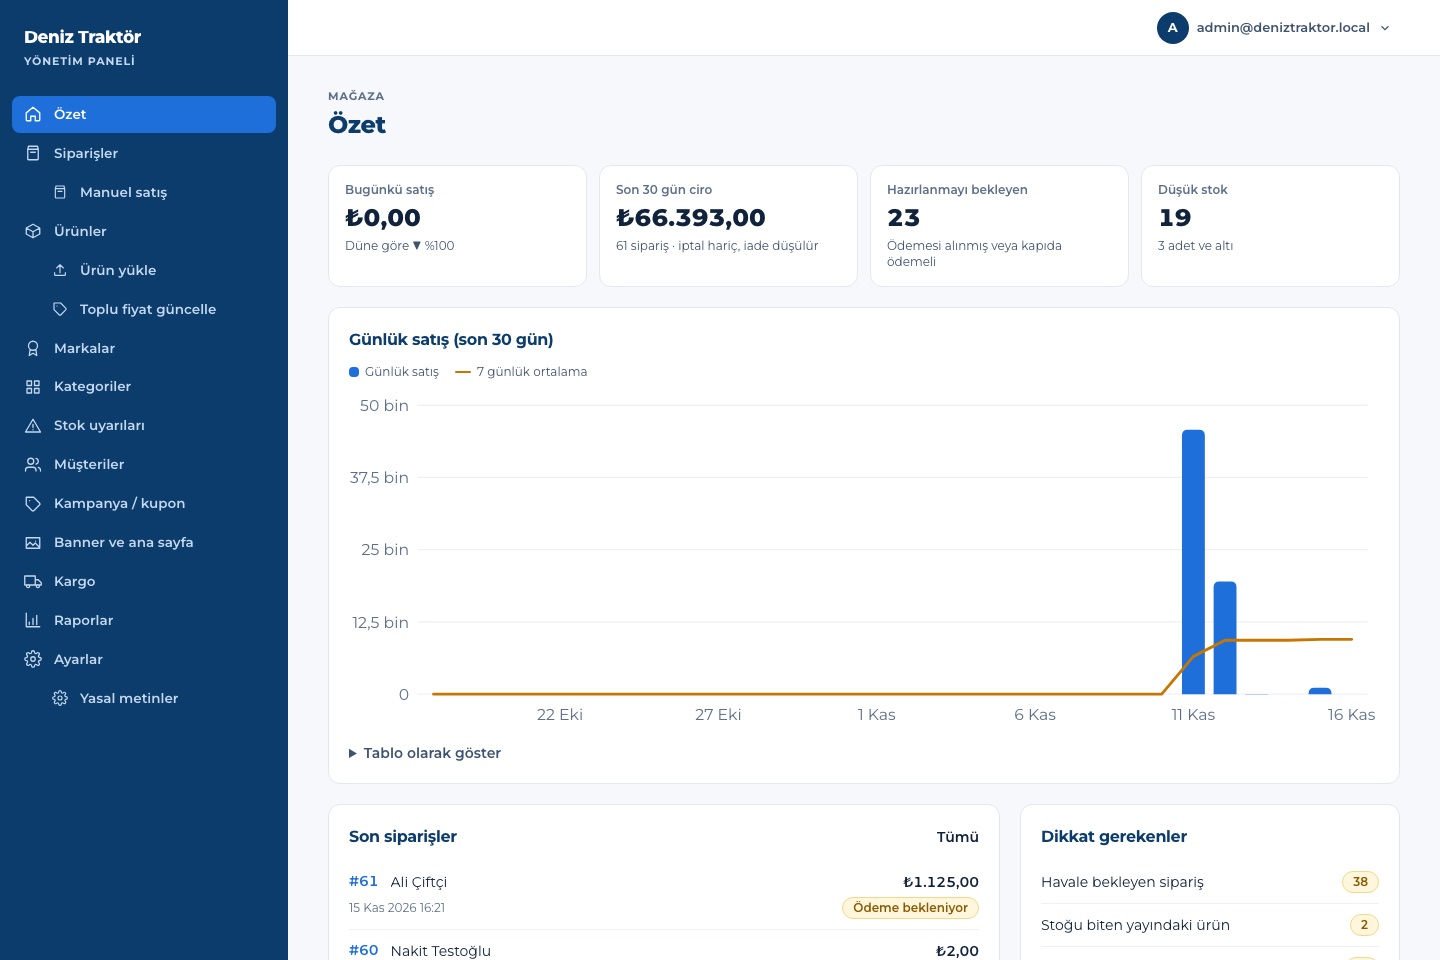 Deniz Traktör
YÖNETİM PANELİ
Özet
Siparişler
Manuel satış
Ürünler
Ürün yükle
Toplu fiyat güncelle
Markalar
Kategoriler
Stok uyarıları
Müşteriler
Kampanya / kupon
Banner ve ana sayfa
Kargo
Raporlar
Ayarlar
Yasal metinler
A admin@deniztraktor.local
MAĞAZA
Özet
Bugünkü satış
₺0,00
Düne göre ▼ %100
Son 30 gün ciro
₺66.393,00
61 sipariş · iptal hariç, iade düşülür
Hazırlanmayı bekleyen
23
Ödemesi alınmış veya kapıda
ödemeli
Düşük stok
19
3 adet ve altı
Günlük satış (son 30 gün)
Günlük satış 7 günlük ortalama
50 bin
37,5 bin
25 bin
12,5 bin
0
22 Eki 27 Eki 1 Kas 6 Kas 11 Kas 16 Kas
▶ Tablo olarak göster
Son siparişler Tümü
#61 Ali Çiftçi ₺1.125,00
15 Kas 2026 16:21 Ödeme bekleniyor
#60 Nakit Testoğlu ₺2,00
Dikkat gerekenler
Havale bekleyen sipariş 38
Stoğu biten yayındaki ürün 2